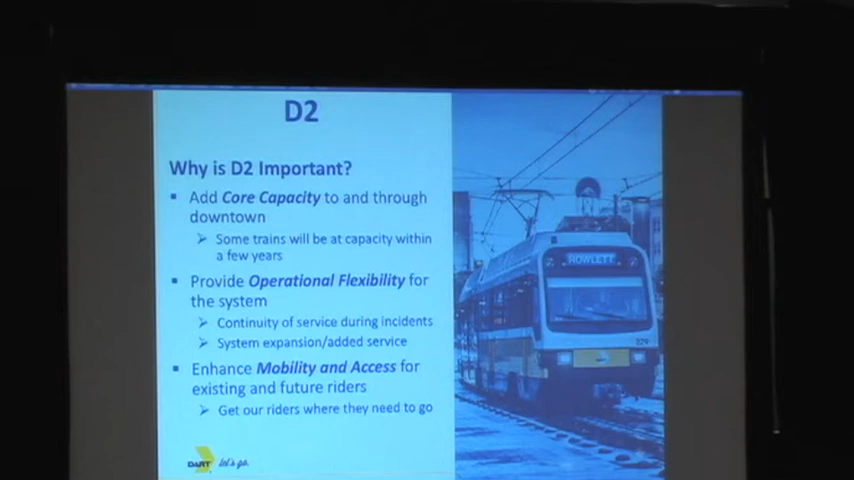 D2
Why is D2 Important?
▪ Add Core Capacity to and through
downtown
➢ Some trains will be at capacity within
a few years
▪ Provide Operational Flexibility for
the system
➢ Continuity of service during incidents
➢ System expansion/added service
▪ Enhance Mobility and Access for
existing and future riders
➢ Get our riders where they need to go
DART let's go.
ROWLETT
229